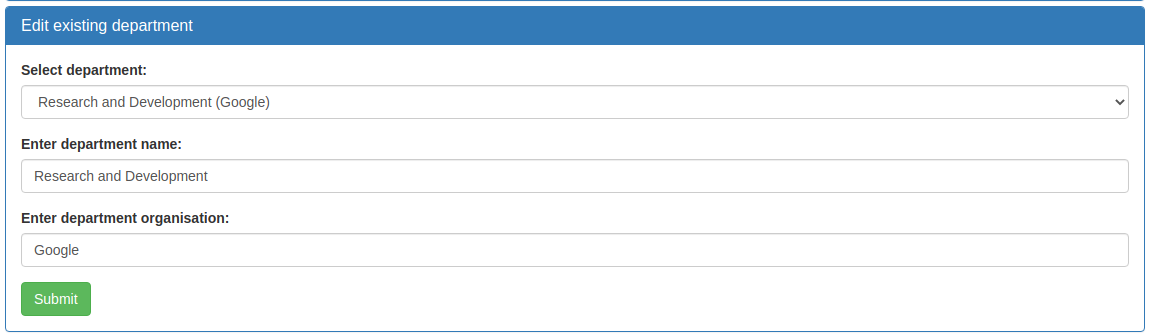 Edit existing department
Select department:
Research and Development (Google)
Enter department name:
Research and Development
Enter department organisation:
Google
Submit